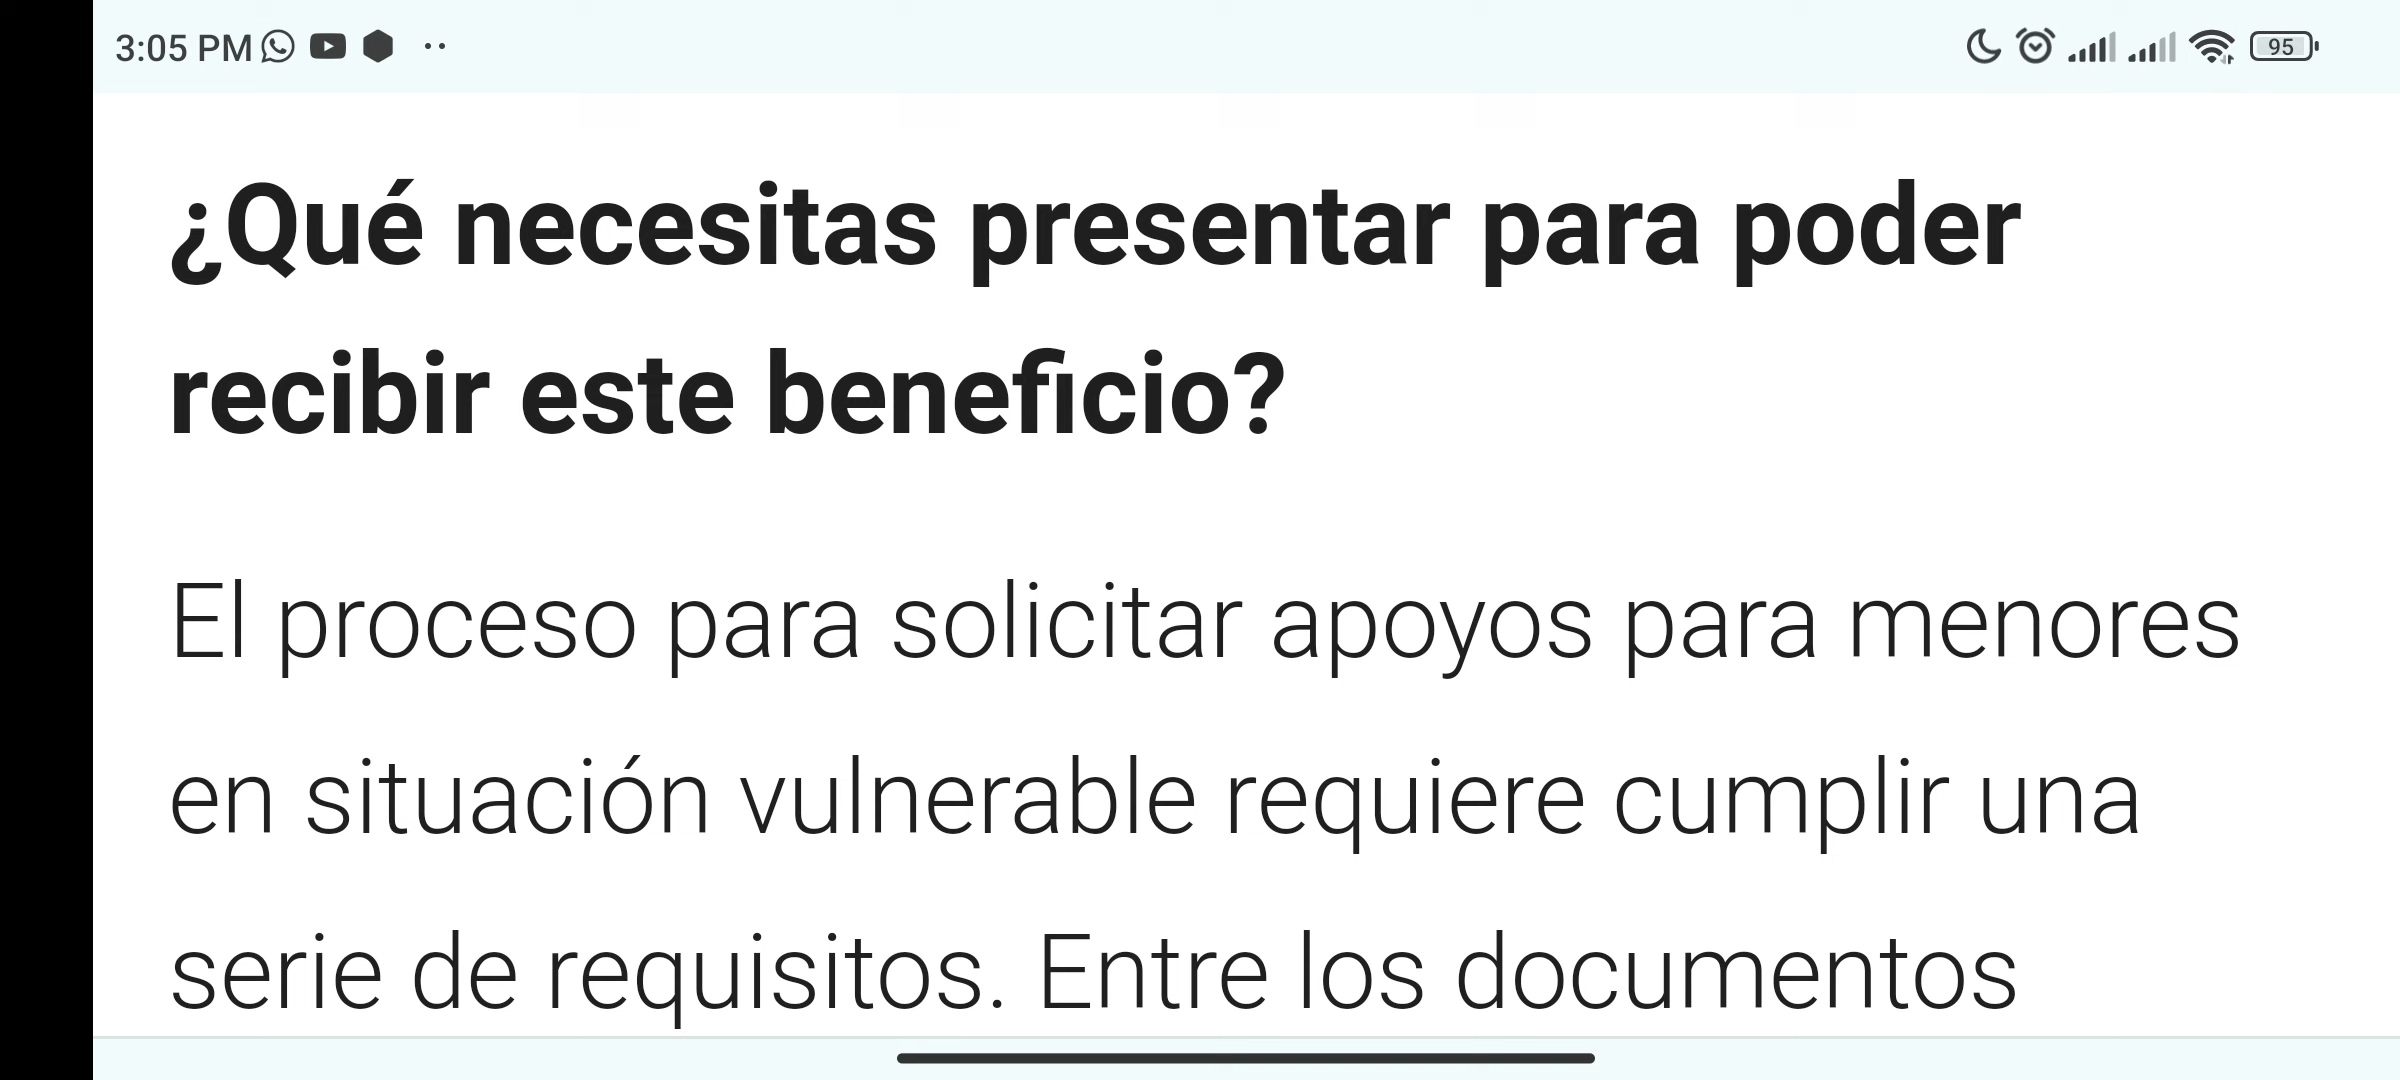 3:05 PM
95
¿Qué necesitas presentar para poder
recibir este beneficio?
El proceso para solicitar apoyos para menores
en situación vulnerable requiere cumplir una
serie de requisitos. Entre los documentos